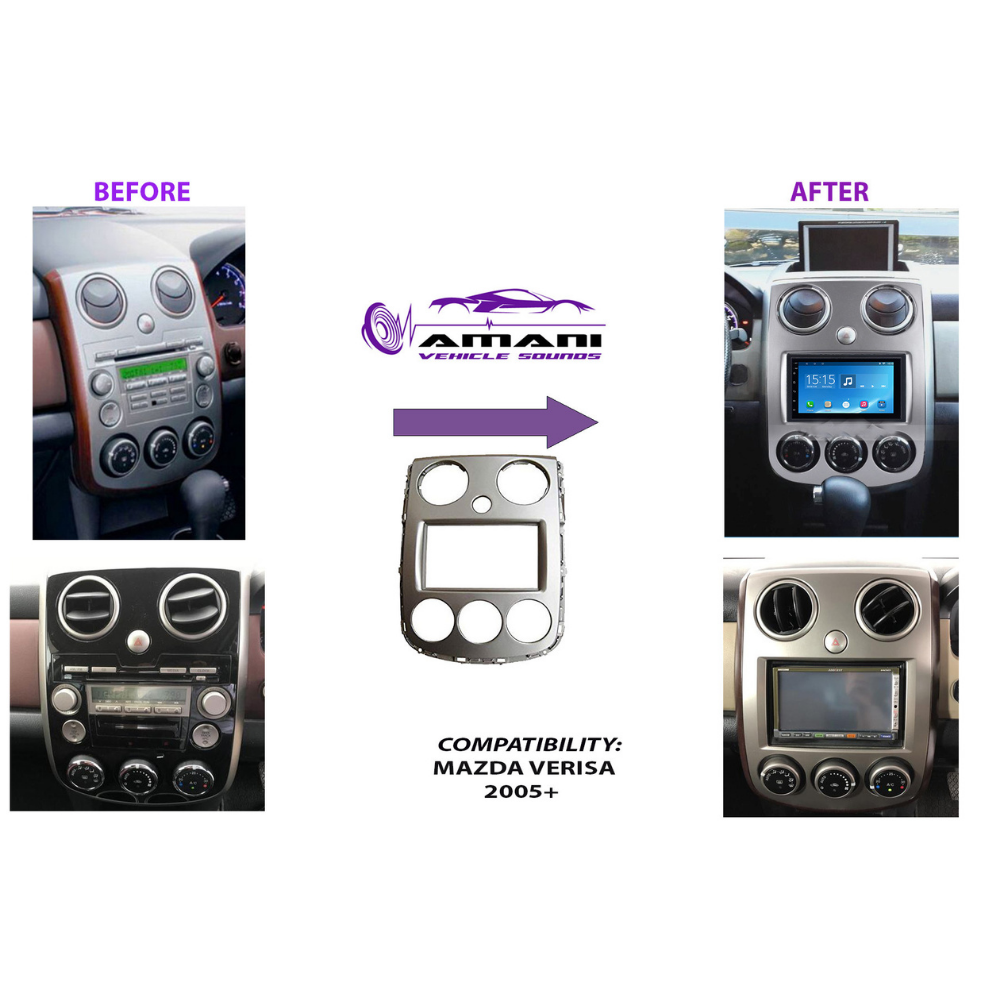 BEFORE
AFTER
AMANI
VEHICLE SOUNDS
15:15
COMPATIBILITY:
MAZDA VERISA
2005+
A/C